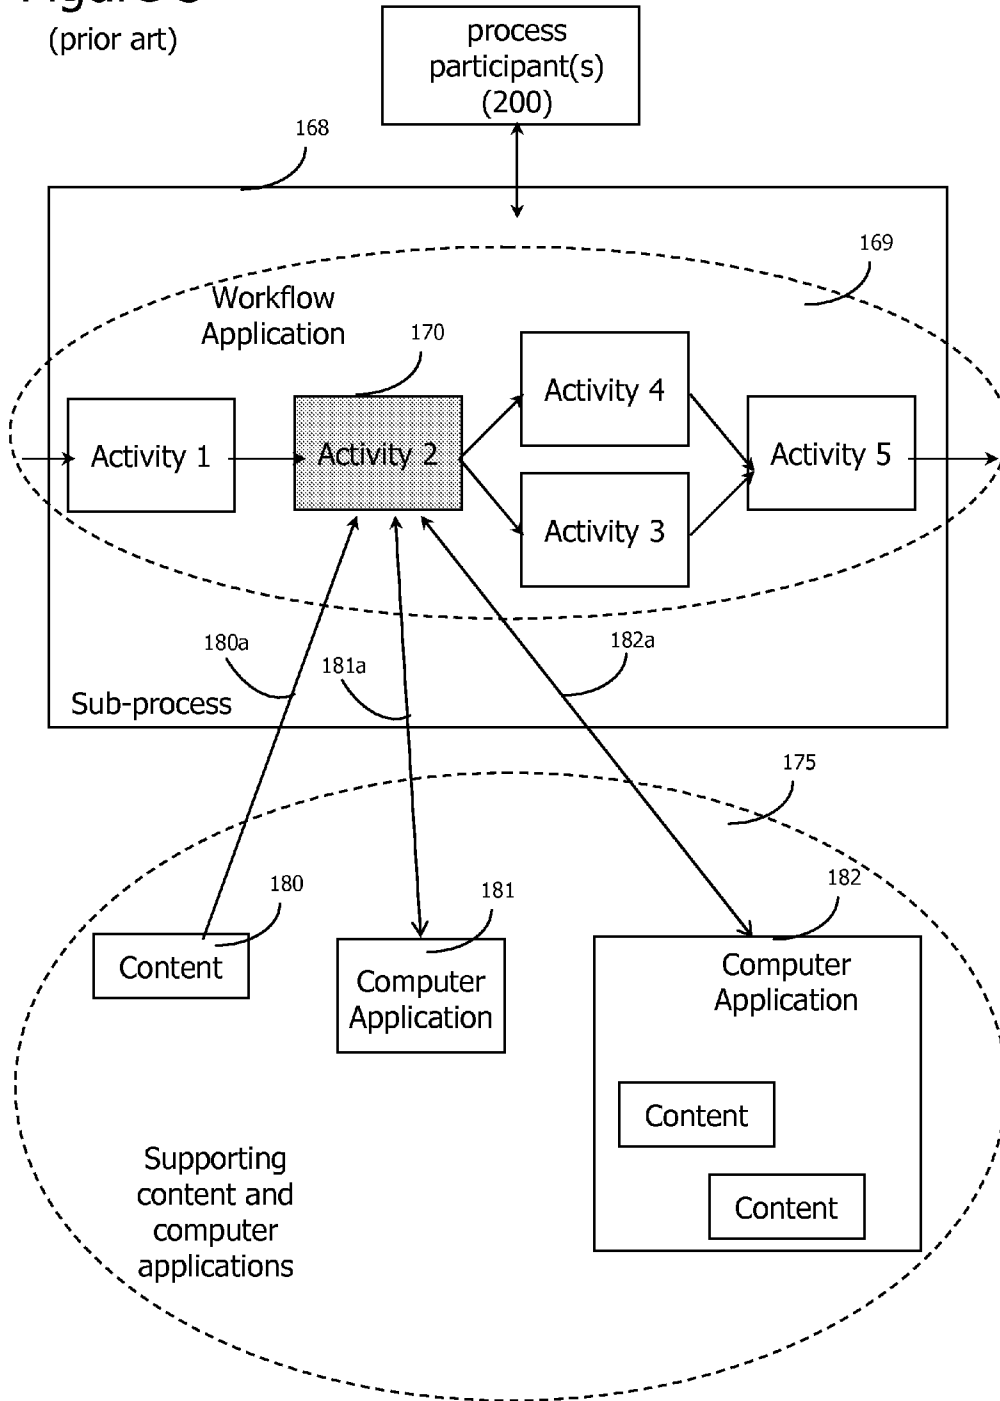 (prior art)
process
participant(s)
(200)
168
169
Workflow
Application
170
Activity 4
Activity 1
Activity 2
Activity 5
Activity 3
180a
181a
182a
Sub-process
175
180
181
182
Content
Computer
Application
Computer
Application
Content
Content
Supporting
content and
computer
applications